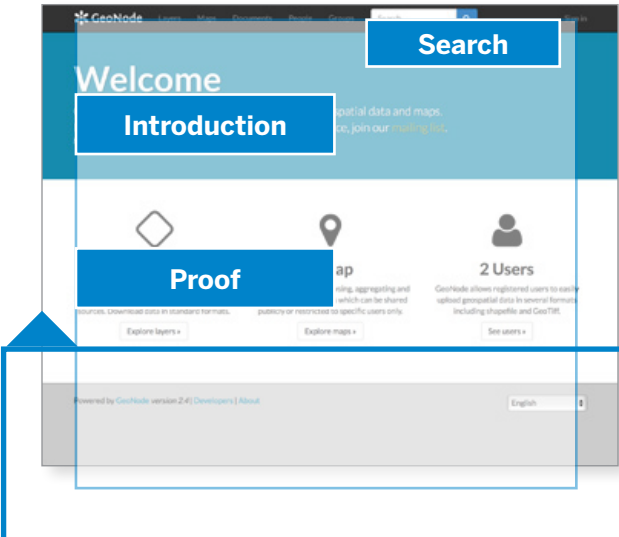 GeoNode Layers Maps Documents People Groups Search Sign in
Search
Welcome
Introduction
spatial data and maps.
join our mailing list.
Proof
ap
2 Users
aggregating and
GeoNode allows registered users to easily
which can be shared
upload geospatial data in several formats
sources. Download data in standard formats.
publicly or restricted to specific users only.
including shapefile and GeoTiff.
Explore layers »
Explore maps »
See users »
Powered by GeoNode version 2.4 | Developers | About
English